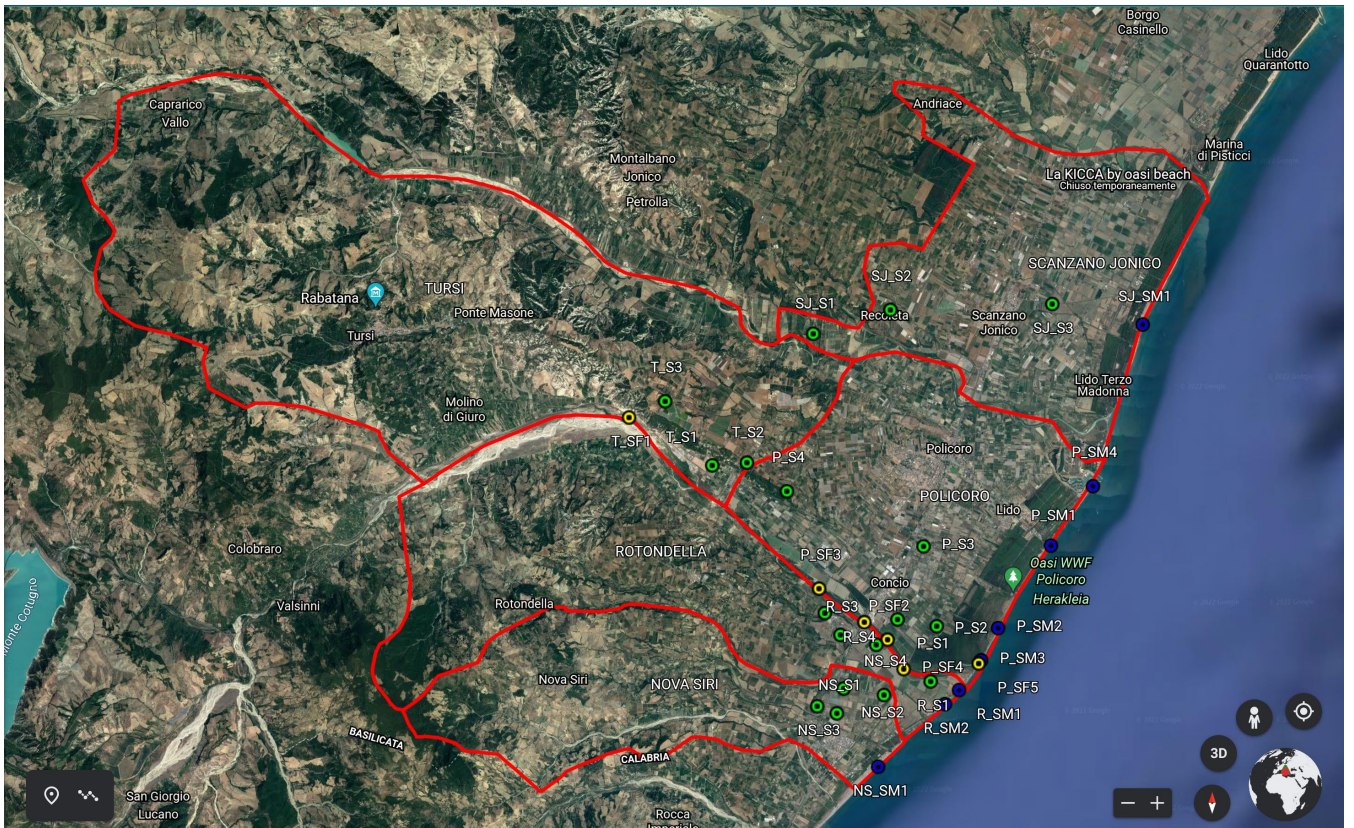 Borgo
Casinello
Lido
Quarantotto
Caprarico
Vallo
Andriace
Marina
di Pisticci
Montalbano
Jonico
Petrolla
La KICCA by oasi beach
Chiuso temporaneamente
SCANZANO JONICO
SJ_S2
TURSI
Rabatana
Ponte Masone
SJ_S1
SJ_SM1
Recoleta
Scanzano
Jonico
SJ_S3
Tursi
T_S3
Lido Terzo
Madonna
Molino
di Giuro
T_SF1
T_S1
T_S2
P_S4
Policoro
P_SM4
POLICORO
Lido
P_SM1
Colobraro
ROTONDELLA
P_SF3
P_S3
Oasi WWF
Policoro
Herakleia
Concio
Monte Cotugno
Valsinni
Rotondella
R_S3
P_SF2
R_S4
P_S1
P_S2
P_SM2
NS_S4
P_SF4
P_SM3
Nova Siri
NOVA SIRI
NS_S1
P_SF5
NS_S2
R_S1
R_SM1
NS_S3
R_SM2
BASILICATA
CALABRIA
3D
San Giorgio
Lucano
NS_SM1
Rocca
Imperiale